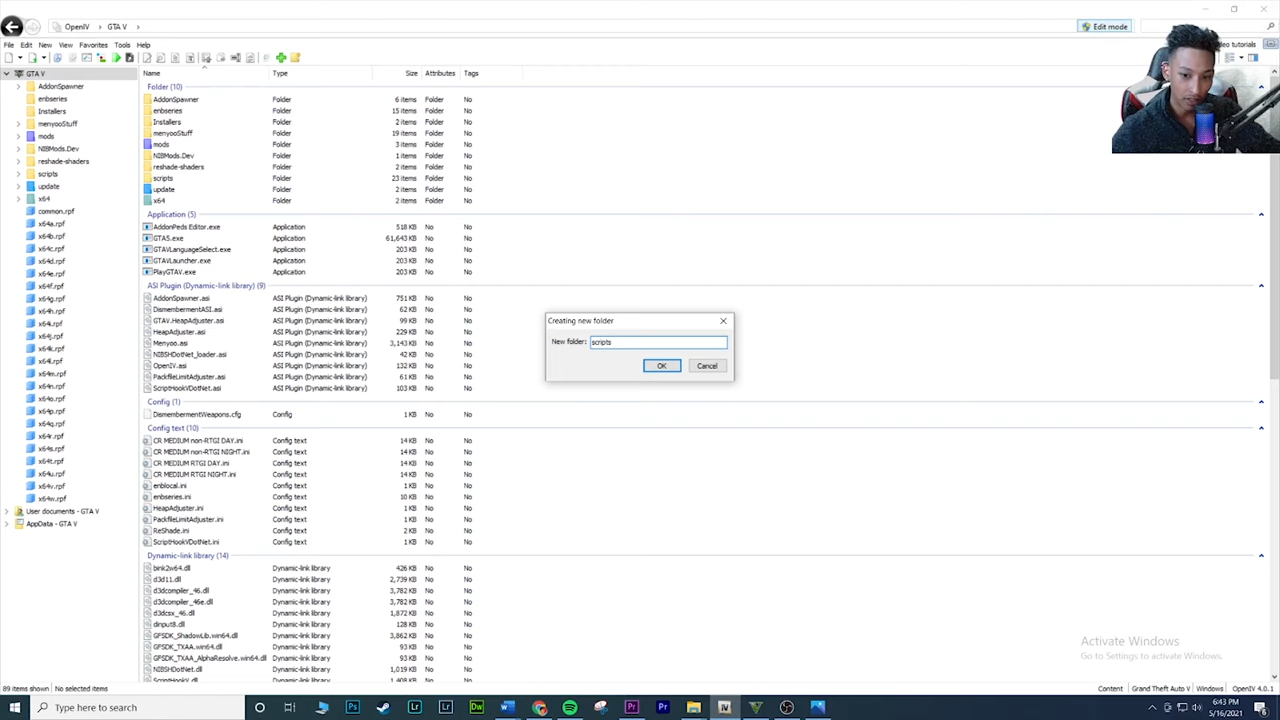 OpenIV
GTA V
Edit mode
File Edit New View Favorites Tools Help
GTA V
AddonSpawner
enbseries
Installers
menyooStuff
mods
NIBMods.Dev
reshade-shaders
scripts
update
x64
common.rpf
x64a.rpf
x64b.rpf
x64c.rpf
x64d.rpf
x64e.rpf
x64f.rpf
x64g.rpf
x64h.rpf
x64i.rpf
x64j.rpf
x64k.rpf
x64l.rpf
x64m.rpf
x64n.rpf
x64o.rpf
x64p.rpf
x64q.rpf
x64r.rpf
x64s.rpf
x64t.rpf
x64u.rpf
x64v.rpf
x64w.rpf
User documents - GTA V
AppData - GTA V
Name Type Size Attributes Tags
Folder (10)
AddonSpawner Folder 6 items Folder No
enbseries Folder 15 items Folder No
Installers Folder 2 items Folder No
menyooStuff Folder 19 items Folder No
mods Folder 3 items Folder No
NIBMods.Dev Folder 1 items Folder No
reshade-shaders Folder 2 items Folder No
scripts Folder 23 items Folder No
update Folder 2 items Folder No
x64 Folder 2 items Folder No
Application (5)
AddonPeds Editor.exe Application 518 KB No No
GTA5.exe Application 61,643 KB No No
GTAVLanguageSelect.exe Application 203 KB No No
GTAVLauncher.exe Application 203 KB No No
PlayGTAV.exe Application 203 KB No No
ASI Plugin (Dynamic-link library) (9)
AddonSpawner.asi ASI Plugin (Dynamic-link library) 751 KB No No
DismembermentASI.asi ASI Plugin (Dynamic-link library) 62 KB No No
GTAV.HeapAdjuster.asi ASI Plugin (Dynamic-link library) 99 KB No No
HeapAdjuster.asi ASI Plugin (Dynamic-link library) 229 KB No No
Menyoo.asi ASI Plugin (Dynamic-link library) 3,143 KB No No
NIBSHDotNet_loader.asi ASI Plugin (Dynamic-link library) 42 KB No No
OpenIV.asi ASI Plugin (Dynamic-link library) 132 KB No No
PackfileLimitAdjuster.asi ASI Plugin (Dynamic-link library) 61 KB No No
ScriptHookVDotNet.asi ASI Plugin (Dynamic-link library) 103 KB No No
Config (1)
DismembermentWeapons.cfg Config 1 KB No No
Config text (10)
CR MEDIUM non-RTGI DAY.ini Config text 14 KB No No
CR MEDIUM non-RTGI NIGHT.ini Config text 14 KB No No
CR MEDIUM RTGI DAY.ini Config text 14 KB No No
CR MEDIUM RTGI NIGHT.ini Config text 14 KB No No
enblocal.ini Config text 1 KB No No
enbseries.ini Config text 10 KB No No
HeapAdjuster.ini Config text 1 KB No No
PackfileLimitAdjuster.ini Config text 1 KB No No
ReShade.ini Config text 2 KB No No
ScriptHookVDotNet.ini Config text 1 KB No No
Dynamic-link library (14)
bink2w64.dll Dynamic-link library 426 KB No No
d3d11.dll Dynamic-link library 2,739 KB No No
d3dcompiler_46.dll Dynamic-link library 3,782 KB No No
d3dcompiler_46e.dll Dynamic-link library 3,782 KB No No
d3dcsx_46.dll Dynamic-link library 1,872 KB No No
dinput8.dll Dynamic-link library 128 KB No No
GFSDK_ShadowLib.win64.dll Dynamic-link library 3,862 KB No No
GFSDK_TXAA.win64.dll Dynamic-link library 93 KB No No
GFSDK_TXAA_AlphaResolve.win64.dll Dynamic-link library 93 KB No No
NIBSHDotNet.dll Dynamic-link library 1,019 KB No No
ScriptHookV.dll Dynamic-link library 1,408 KB No No
Creating new folder
New folder: scripts
OK Cancel
Activate Windows
Go to Settings to activate Windows.
89 items shown No selected items
Content Grand Theft Auto V Windows OpenIV 4.0.1
Type here to search
6:43 PM
5/16/2021